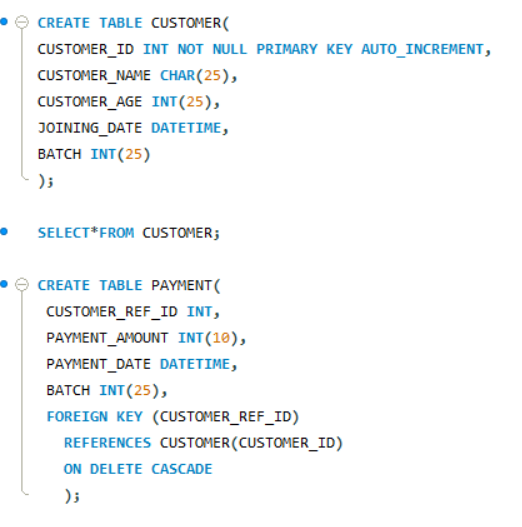 CREATE TABLE CUSTOMER(
CUSTOMER_ID INT NOT NULL PRIMARY KEY AUTO_INCREMENT,
CUSTOMER_NAME CHAR(25),
CUSTOMER_AGE INT(25),
JOINING_DATE DATETIME,
BATCH INT(25)
);
SELECT*FROM CUSTOMER;
CREATE TABLE PAYMENT(
CUSTOMER_REF_ID INT,
PAYMENT_AMOUNT INT(10),
PAYMENT_DATE DATETIME,
BATCH INT(25),
FOREIGN KEY (CUSTOMER_REF_ID)
REFERENCES CUSTOMER(CUSTOMER_ID)
ON DELETE CASCADE
);